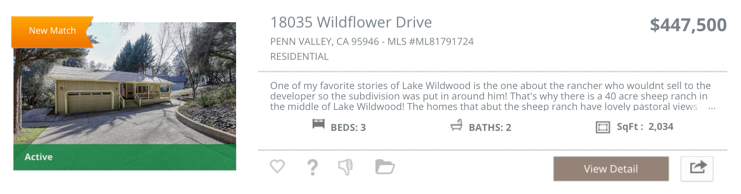 New Match
Active
18035 Wildflower Drive
$447,500
PENN VALLEY, CA 95946 - MLS #ML81791724
RESIDENTIAL
One of my favorite stories of Lake Wildwood is the one about the rancher who wouldnt sell to the
developer so the subdivision was put in around him! That's why there is a 40 acre sheep ranch in
the middle of Lake Wildwood! The homes that abut the sheep ranch have lovely pastoral views ...
BEDS: 3 BATHS: 2 SqFt : 2,034
View Detail